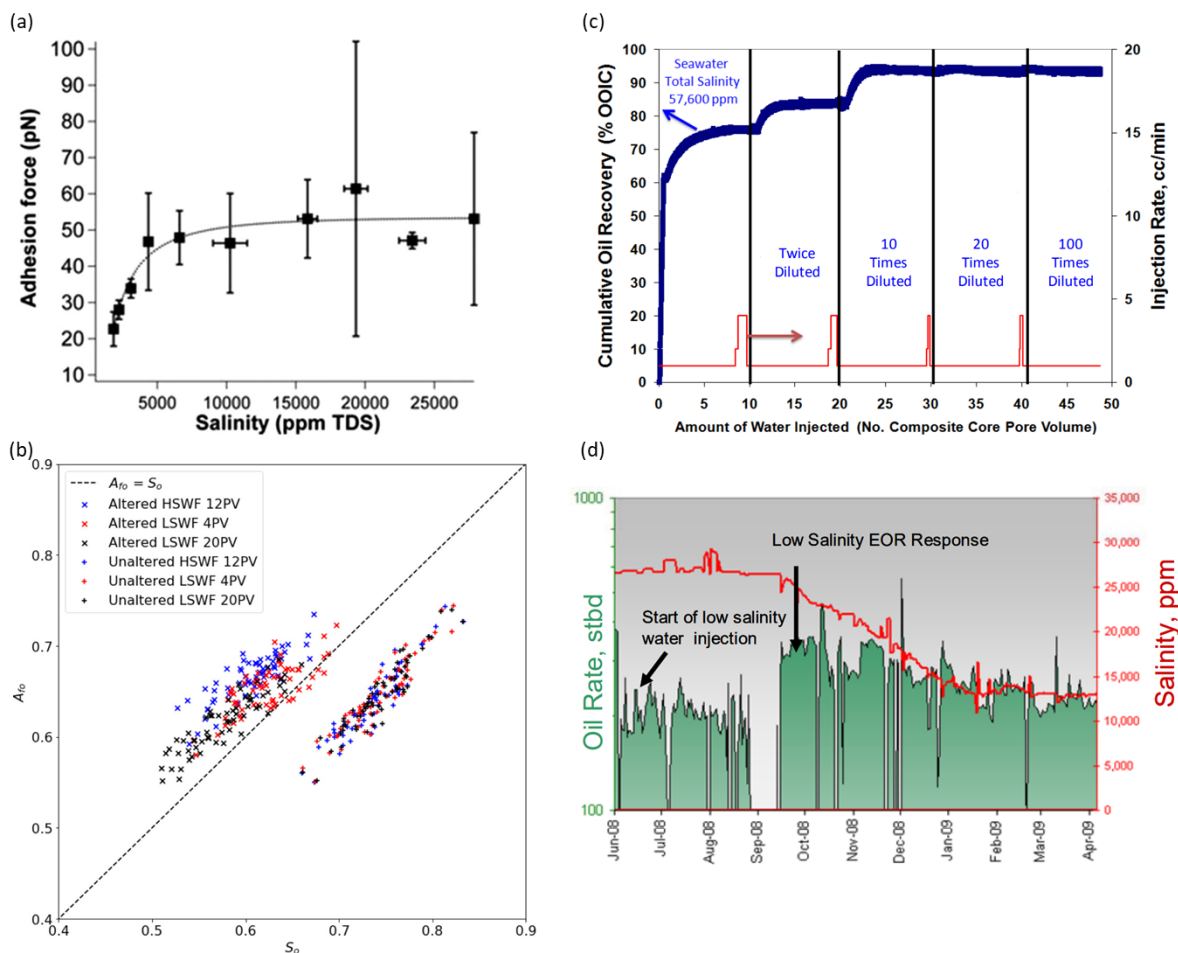 (a)
100
90
80
70
60
50
40
30
20
10
Adhesion force (pN)
5000 10000 15000 20000 25000
Salinity (ppm TDS)
(c)
100
90
80
70
60
50
40
30
20
10
0
Cumulative Oil Recovery (% OOIC)
Seawater
Total Salinity
57,600 ppm
Twice
Diluted
10
Times
Diluted
20
Times
Diluted
100
Times
Diluted
20
15
10
5
0
Injection Rate, cc/min
0 5 10 15 20 25 30 35 40 45 50
Amount of Water Injected (No. Composite Core Pore Volume)
(b)
0.9
0.8
0.7
0.6
0.5
0.4
Afo
Afo = So
Altered HSWF 12PV
Altered LSWF 4PV
Altered LSWF 20PV
Unaltered HSWF 12PV
Unaltered LSWF 4PV
Unaltered LSWF 20PV
0.4 0.5 0.6 0.7 0.8 0.9
So
(d)
1000
100
Oil Rate, stbd
Low Salinity EOR Response
Start of low salinity
water injection
35,000
30,000
25,000
20,000
15,000
10,000
5,000
0
Salinity, ppm
Jun-08 Jul-08 Aug-08 Sep-08 Oct-08 Nov-08 Dec-08 Jan-09 Feb-09 Mar-09 Apr-09